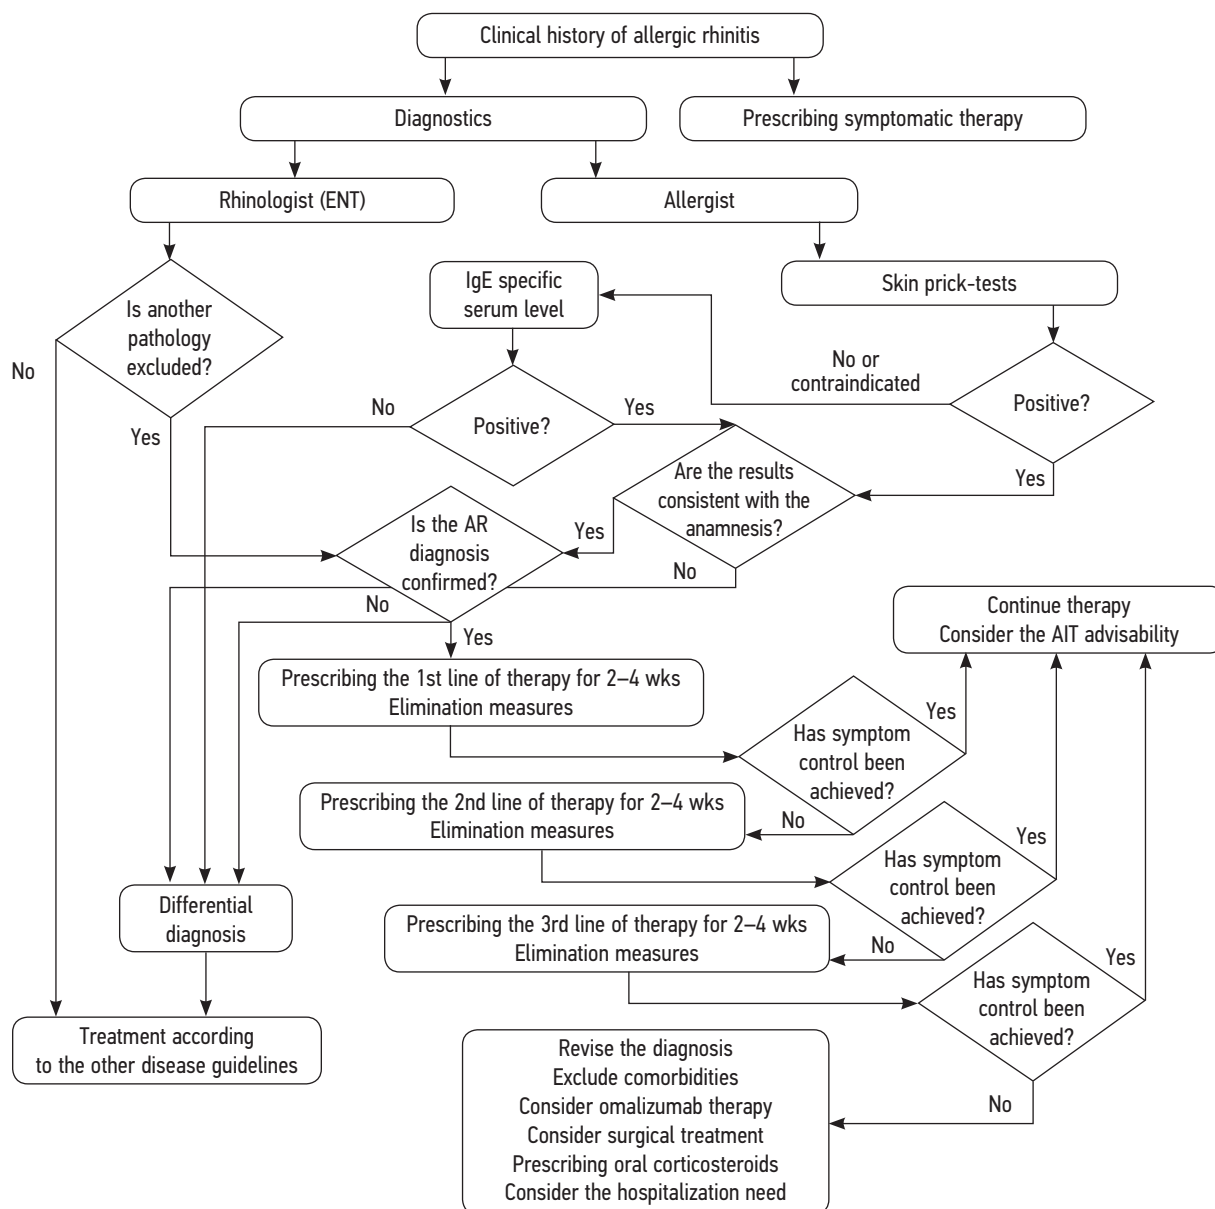 Clinical history of allergic rhinitis
Diagnostics
Prescribing symptomatic therapy
Rhinologist (ENT)
Allergist
IgE specific
serum level
Skin prick-tests
Is another
pathology
excluded?
No
No or
contraindicated
Positive?
No
Yes
Positive?
Yes
Yes
Are the results
consistent with the
anamnesis?
Is the AR
diagnosis
confirmed?
Yes
No
No
Yes
Continue therapy
Consider the AIT advisability
Prescribing the 1st line of therapy for 2–4 wks
Elimination measures
Has symptom
control been
achieved?
Yes
No
Prescribing the 2nd line of therapy for 2–4 wks
Elimination measures
Has symptom
control been
achieved?
Yes
No
Differential
diagnosis
Prescribing the 3rd line of therapy for 2–4 wks
Elimination measures
Has symptom
control been
achieved?
Yes
No
Treatment according
to the other disease guidelines
Revise the diagnosis
Exclude comorbidities
Consider omalizumab therapy
Consider surgical treatment
Prescribing oral corticosteroids
Consider the hospitalization need